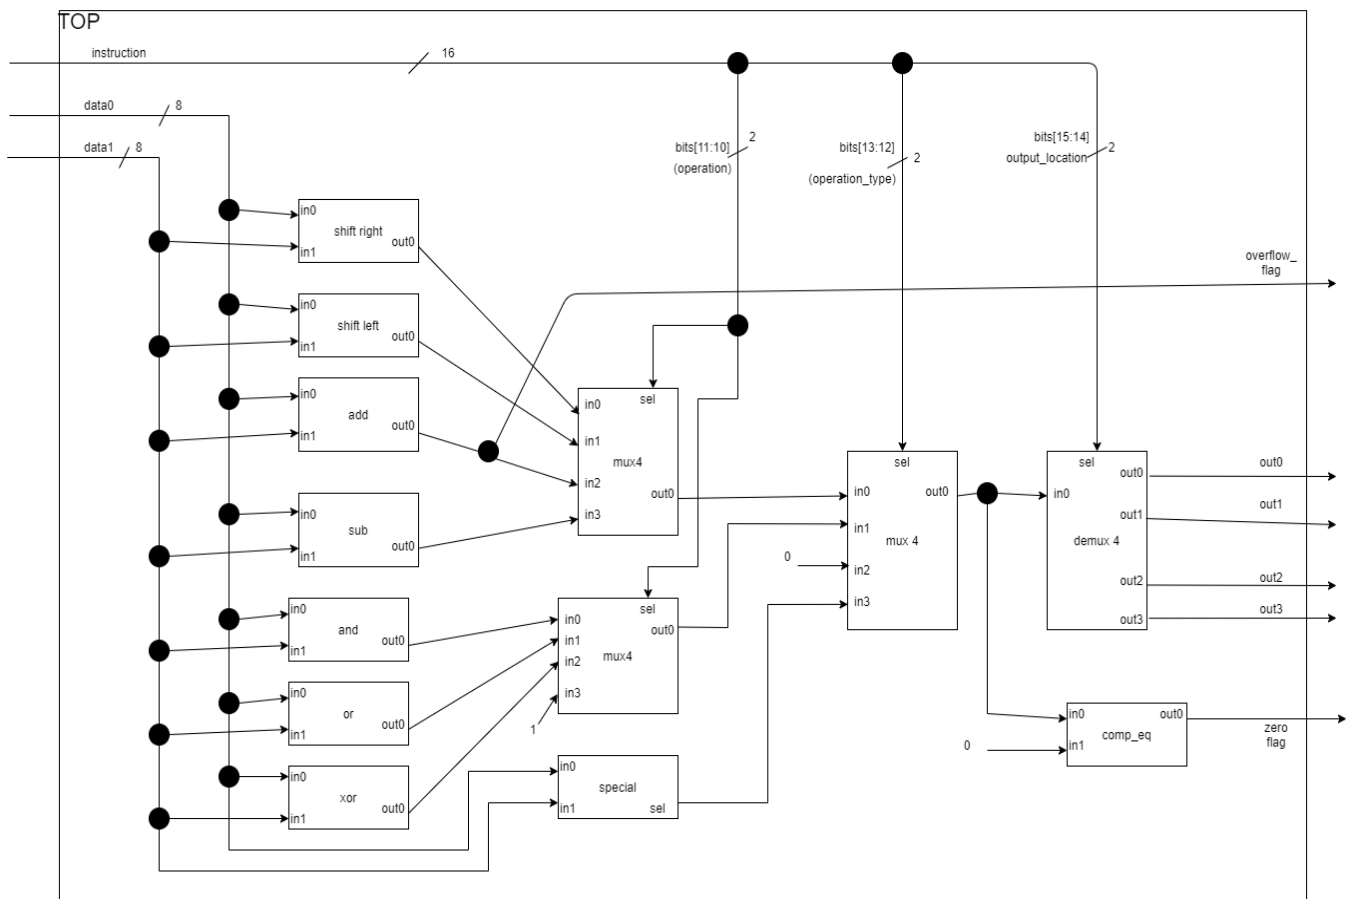 TOP
instruction
16
data0
8
data1
8
bits[11:10]
2
(operation)
bits[13:12]
2
(operation_type)
bits[15:14]
2
output_location
overflow_
flag
in0
shift right
out0
in1
in0
shift left
out0
in1
in0
add
out0
in1
in0
sub
out0
in1
sel
in0
in1
mux4
in2
out0
in3
in0
and
out0
in1
in0
or
out0
in1
in0
xor
out0
in1
sel
in0
out0
in1
mux4
in2
in3
1
in0
special
in1
sel
sel
in0
out0
in1
mux 4
0
in2
in3
sel
out0
in0
out1
demux 4
out2
out3
out0
out1
out2
out3
in0
out0
comp_eq
0
in1
zero
flag